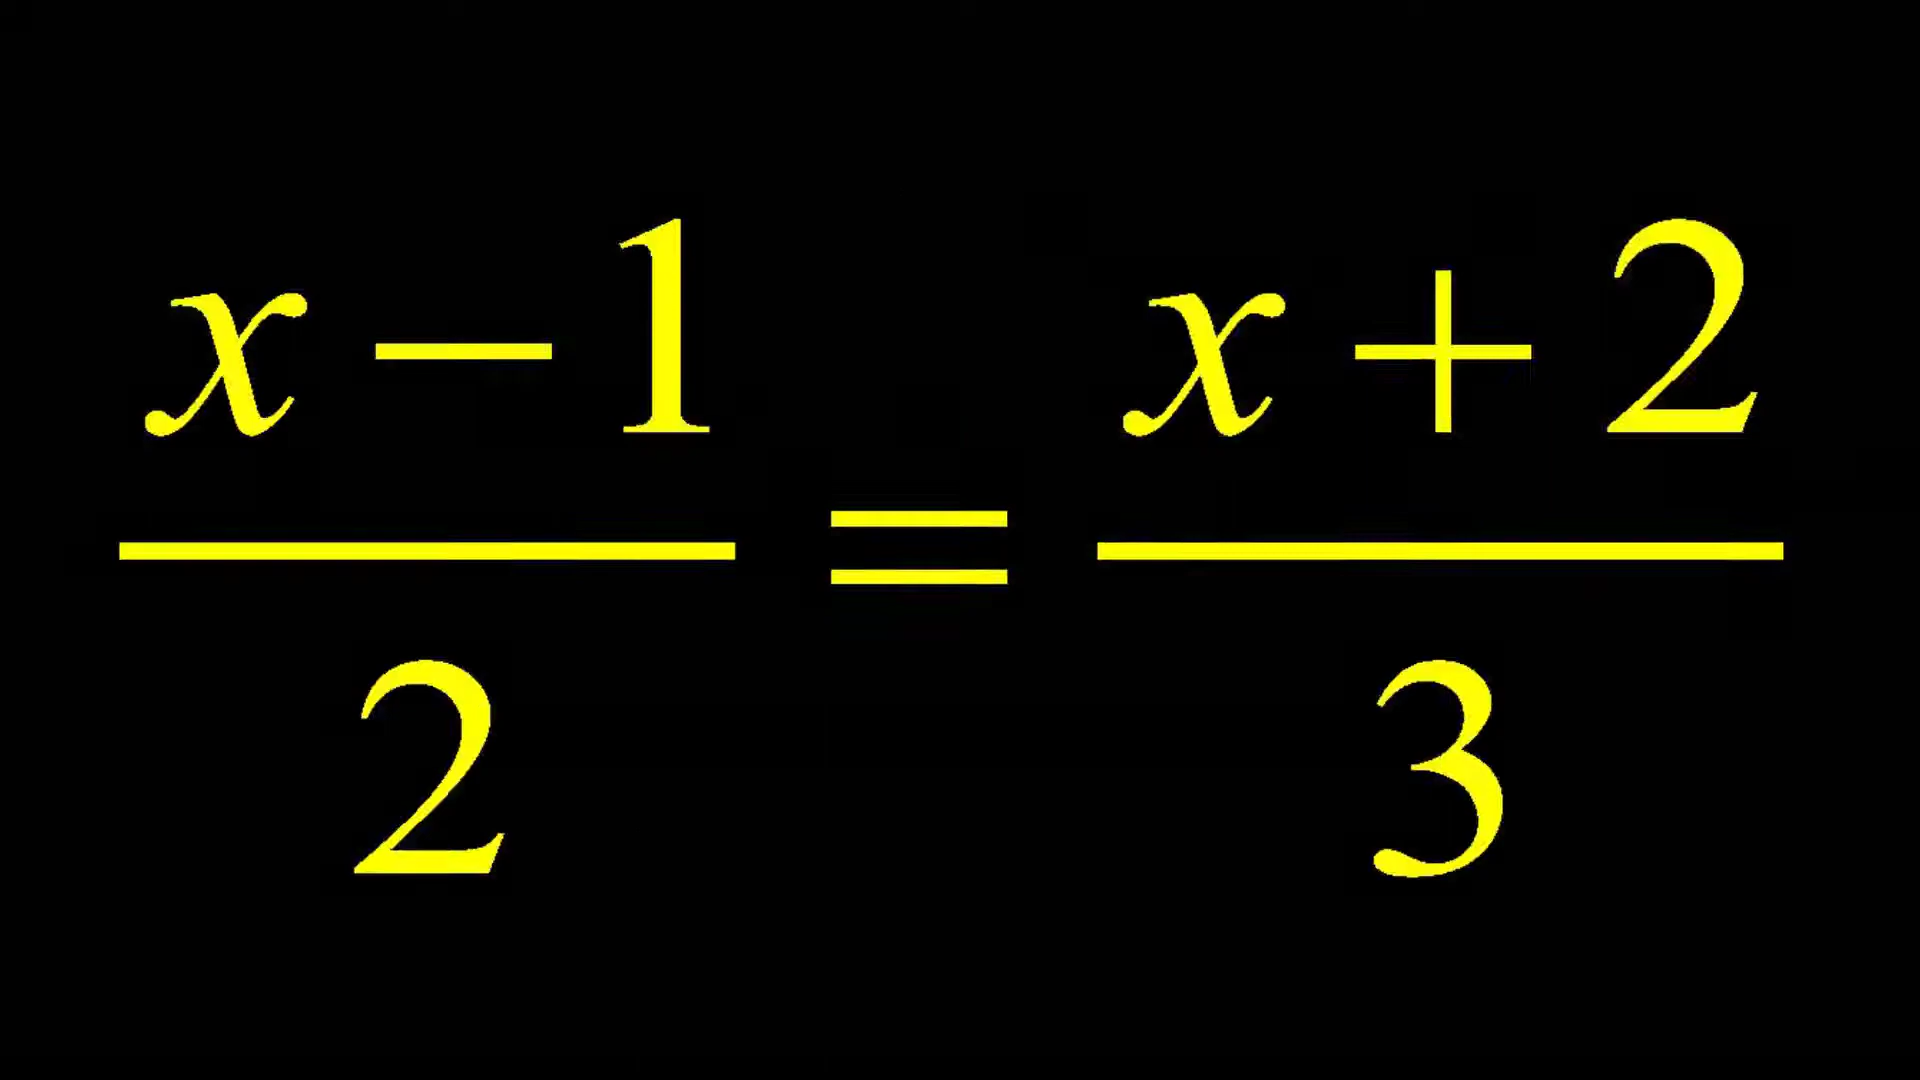 x − 1 = x + 2
2 3